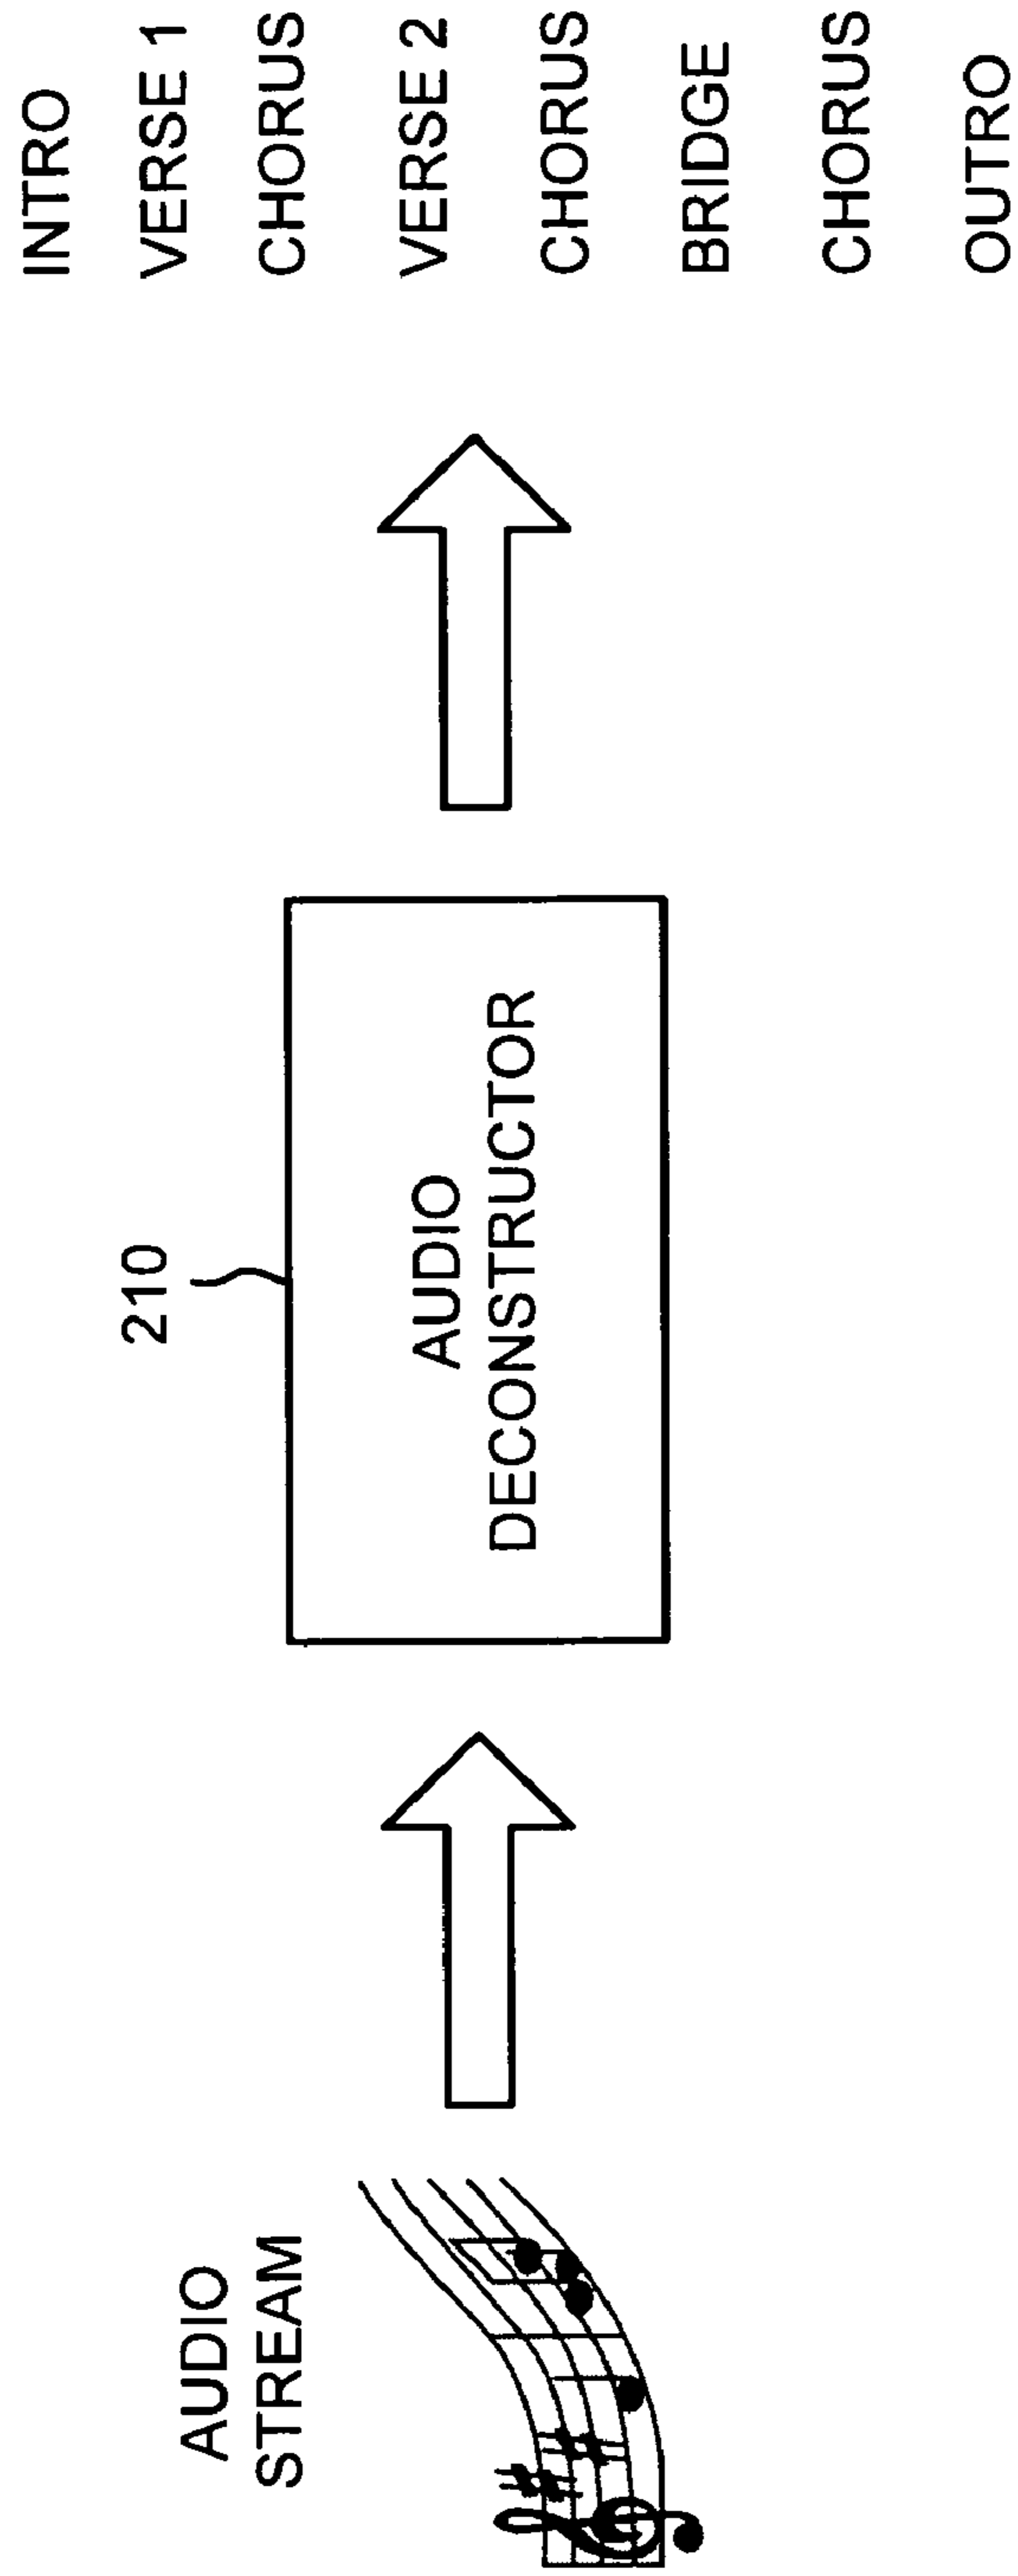 AUDIO
STREAM
210
AUDIO
DECONSTRUCTOR
INTRO
VERSE 1
CHORUS
VERSE 2
CHORUS
BRIDGE
CHORUS
OUTRO